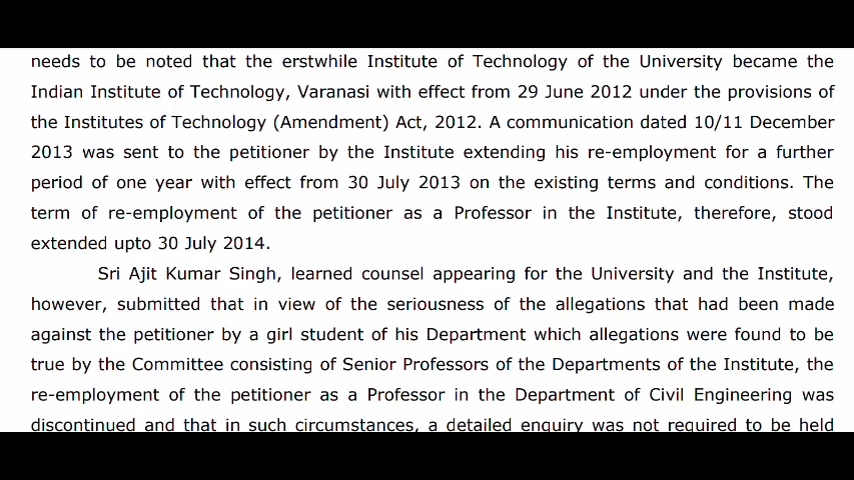 needs to be noted that the erstwhile Institute of Technology of the University became the
Indian Institute of Technology, Varanasi with effect from 29 June 2012 under the provisions of
the Institutes of Technology (Amendment) Act, 2012. A communication dated 10/11 December
2013 was sent to the petitioner by the Institute extending his re-employment for a further
period of one year with effect from 30 July 2013 on the existing terms and conditions. The
term of re-employment of the petitioner as a Professor in the Institute, therefore, stood
extended upto 30 July 2014.
Sri Ajit Kumar Singh, learned counsel appearing for the University and the Institute,
however, submitted that in view of the seriousness of the allegations that had been made
against the petitioner by a girl student of his Department which allegations were found to be
true by the Committee consisting of Senior Professors of the Departments of the Institute, the
re-employment of the petitioner as a Professor in the Department of Civil Engineering was
discontinued and that in such circumstances, a detailed enquiry was not required to be held